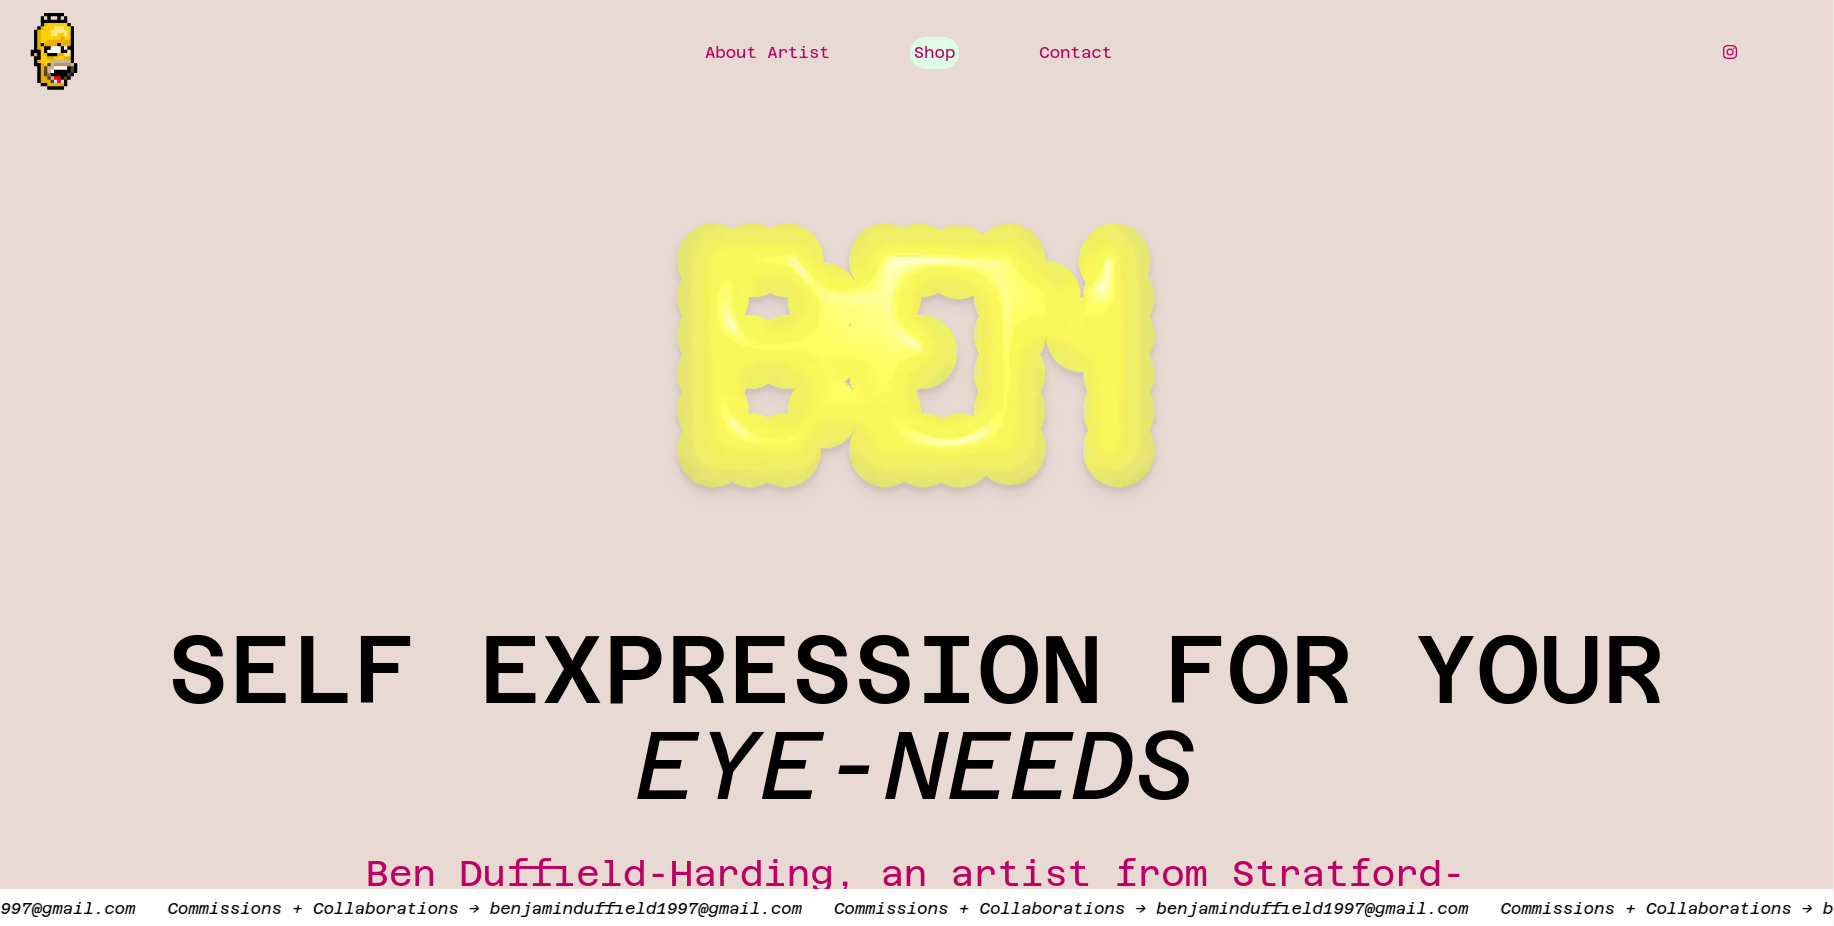 About Artist
Shop
Contact
BEN
SELF EXPRESSION FOR YOUR
EYE-NEEDS
Ben Duffield-Harding, an artist from Stratford-
997@gmail.com Commissions + Collaborations → benjaminduffield1997@gmail.com Commissions + Collaborations → benjaminduffield1997@gmail.com Commissions + Collaborations → b